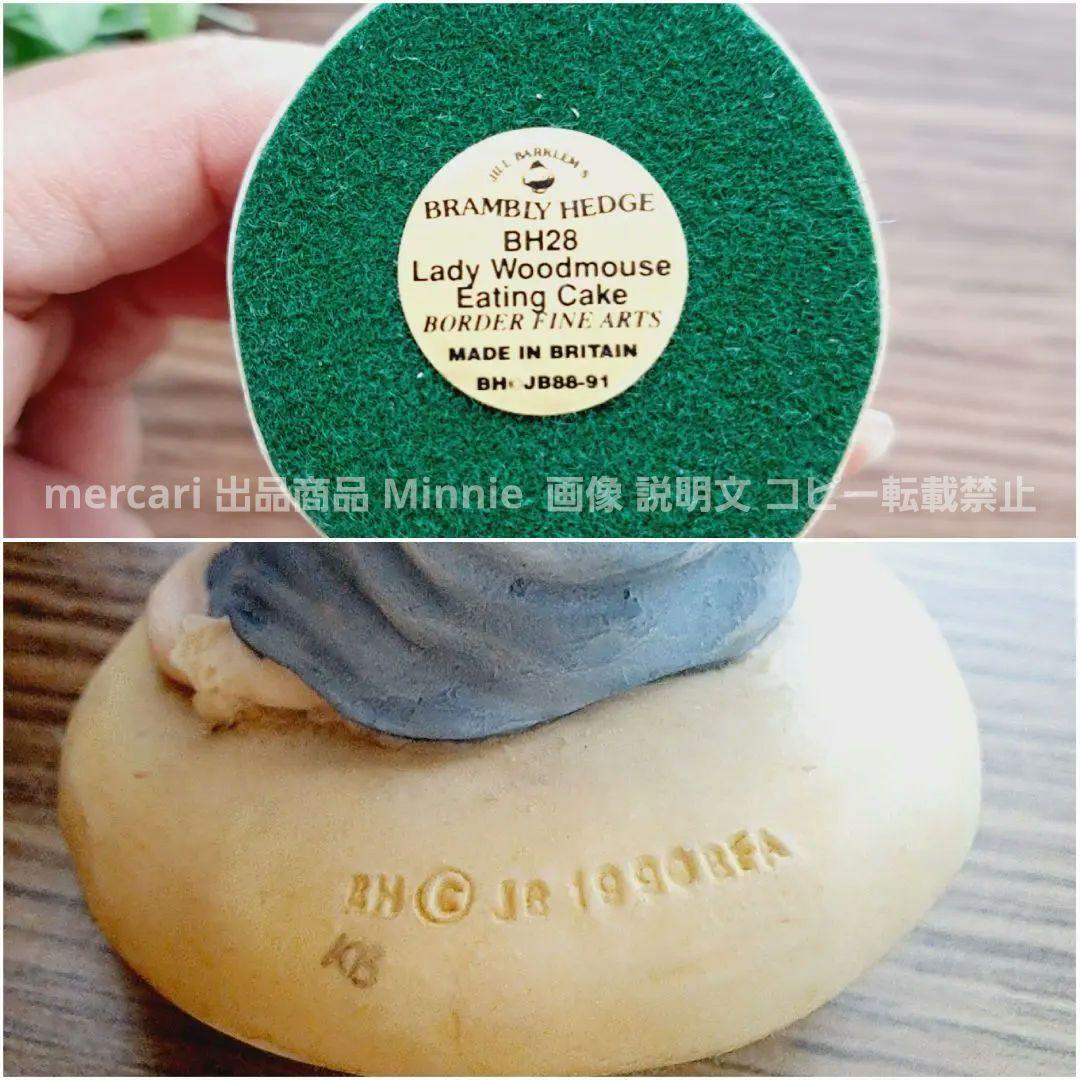 JILL BARKLEM'S
BRAMBLY HEDGE
BH28
Lady Woodmouse
Eating Cake
BORDER FINE ARTS
MADE IN BRITAIN
BH© JB88-91
mercari 出品商品 Minnie 画像 説明文 コピー転載禁止
BH © JB 1990 BFA
KB